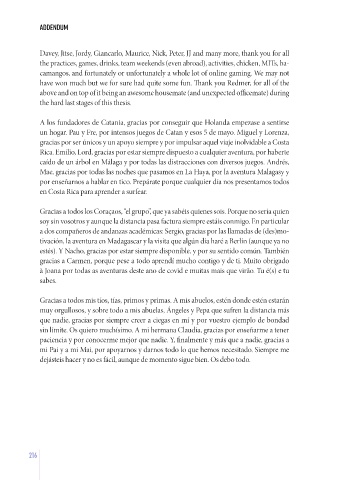 ADDENDUM
Davey, Jitse, Jordy, Giancarlo, Maurice, Nick, Peter, JJ and many more, thank you for all
the practices, games, drinks, team weekends (even abroad), activities, chicken, MJTs, ba-
camangos, and fortunately or unfortunately a whole lot of online gaming. We may not
have won much but we for sure had quite some fun. Thank you Redmer, for all of the
above and on top of it being an awesome housemate (and unexpected officemate) during
the hard last stages of this thesis.
A los fundadores de Catania, gracias por conseguir que Holanda empezase a sentirse
un hogar. Pau y Fre, por intensos juegos de Catan y esos 5 de mayo. Miguel y Lorenza,
gracias por ser únicos y un apoyo siempre y por impulsar aquel viaje inolvidable a Costa
Rica. Emilio, Lord, gracias por estar siempre dispuesto a cualquier aventura, por haberte
caído de un árbol en Málaga y por todas las distracciones con diversos juegos. Andrés,
Mae, gracias por todas las noches que pasamos en La Haya, por la aventura Malagasy y
por enseñarnos a hablar en tico. Prepárate porque cualquier día nos presentamos todos
en Costa Rica para aprender a surfear.
Gracias a todos los Coraçaos, "el grupo", que ya sabéis quienes sois. Porque no sería quien
soy sin vosotros y aunque la distancia pasa factura siempre estáis conmigo. En particular
a dos compañeros de andanzas académicas: Sergio, gracias por las llamadas de (des)mo-
tivación, la aventura en Madagascar y la visita que algún día haré a Berlín (aunque ya no
estés). Y Nacho, gracias por estar siempre disponible, y por su sentido común. También
gracias a Carmen, porque pese a todo aprendí mucho contigo y de ti. Muito obrigado
à Joana por todas as aventuras deste ano de covid e muitas mais que virão. Tu é(s) e tu
sabes.
Gracias a todos mis tíos, tías, primos y primas. A mis abuelos, estén donde estén estarán
muy orgullosos, y sobre todo a mis abuelas, Ángeles y Pepa que sufren la distancia más
que nadie, gracias por siempre creer a ciegas en mí y por vuestro ejemplo de bondad
sin límite. Os quiero muchísimo. A mi hermana Claudia, gracias por enseñarme a tener
paciencia y por conocerme mejor que nadie. Y, finalmente y más que a nadie, gracias a
mi Pai y a mi Mai, por apoyarnos y darnos todo lo que hemos necesitado. Siempre me
dejásteis hacer y no es fácil, aunque de momento sigue bien. Os debo todo.
216